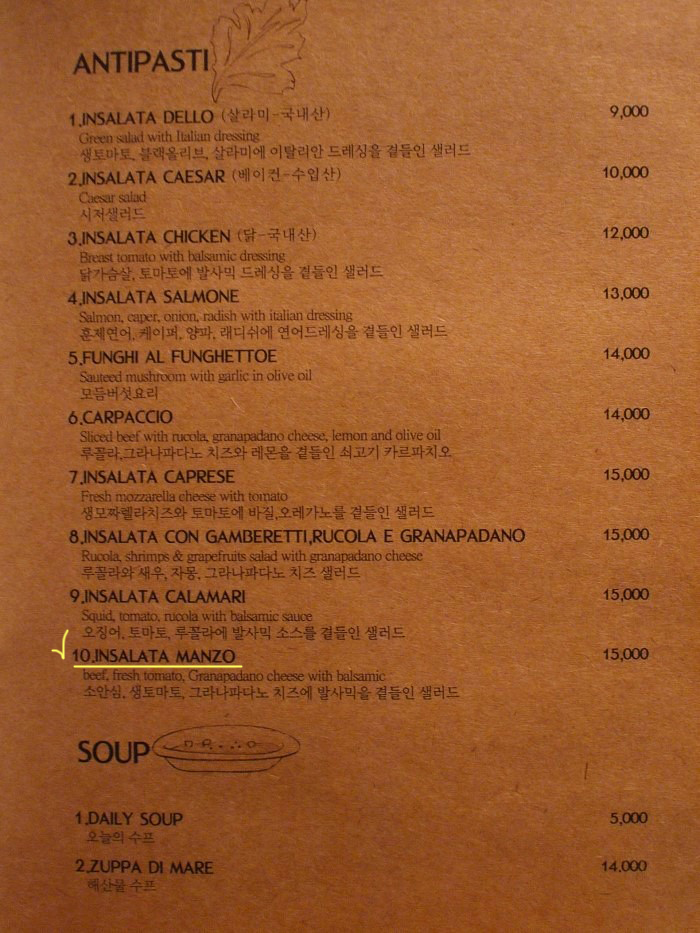 ANTIPASTI
1.INSALATA DELLO (살라미-국내산) 9,000
Green salad with Italian dressing
생토마토, 블랙올리브, 살라미에 이탈리안 드레싱을 곁들인 샐러드
2.INSALATA CAESAR (베이컨-수입산) 10,000
Caesar salad
시저샐러드
3.INSALATA CHICKEN (닭-국내산) 12,000
Breast tomato with balsamic dressing
닭가슴살, 토마토에 발사믹 드레싱을 곁들인 샐러드
4.INSALATA SALMONE 13,000
Salmon, caper, onion, radish with italian dressing
훈제연어, 케이퍼, 양파, 래디쉬에 연어드레싱을 곁들인 샐러드
5.FUNGHI AL FUNGHETTOE 14,000
Sauteed mushroom with garlic in olive oil
모듬버섯요리
6.CARPACCIO 14,000
Sliced beef with rucola, granapadano cheese, lemon and olive oil
루꼴라,그라나파다노 치즈와 레몬을 곁들인 쇠고기 카르파치오
7.INSALATA CAPRESE 15,000
Fresh mozzarella cheese with tomato
생모짜렐라치즈와 토마토에 바질,오레가노를 곁들인 샐러드
8.INSALATA CON GAMBERETTI,RUCOLA E GRANAPADANO 15,000
Rucola, shrimps & grapefruits salad with granapadano cheese
루꼴라와 새우, 자몽, 그라나파다노 치즈 샐러드
9.INSALATA CALAMARI 15,000
Squid, tomato, rucola with balsamic sauce
오징어, 토마토, 루꼴라에 발사믹 소스를 곁들인 샐러드
10.INSALATA MANZO 15,000
beef, fresh tomato, Granapadano cheese with balsamic
소안심, 생토마토, 그라나파다노 치즈에 발사믹을 곁들인 샐러드
SOUP
1.DAILY SOUP 5,000
오늘의 수프
2.ZUPPA DI MARE 14,000
해산물 수프